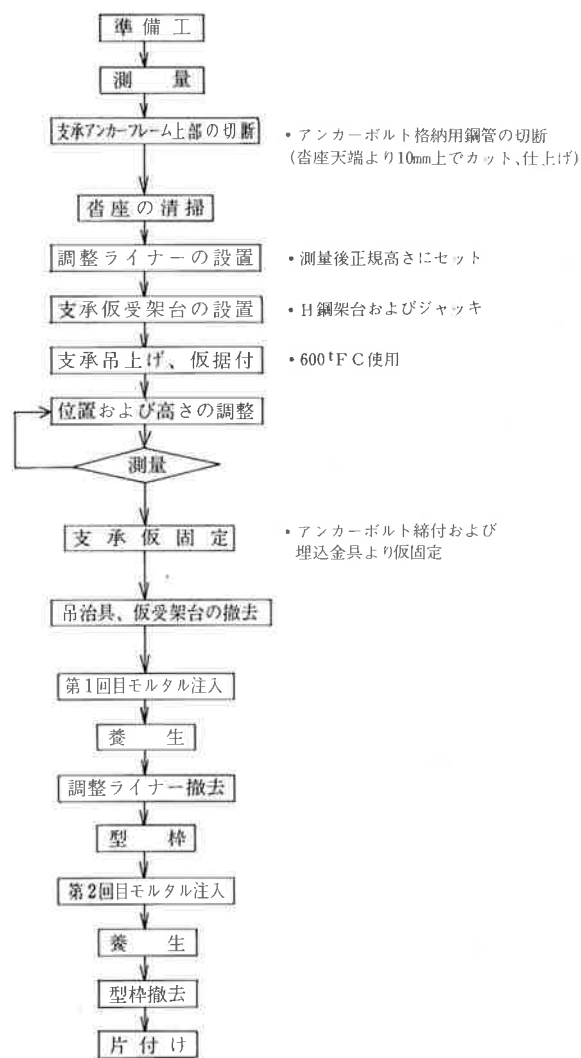 準備工
測量
支承アンカーフレーム上部の切断
・アンカーボルト格納用鋼管の切断
(沓座天端より10mm上でカット、仕上げ)
沓座の清掃
調整ライナーの設置
・測量後正規高さにセット
支承仮受架台の設置
・H鋼架台およびジャッキ
支承吊上げ、仮据付
・600tFC使用
位置および高さの調整
測量
支承仮固定
・アンカーボルト締付および
埋込金具より仮固定
吊治具、仮受架台の撤去
第1回目モルタル注入
養生
調整ライナー撤去
型枠
第2回目モルタル注入
養生
型枠撤去
片付け